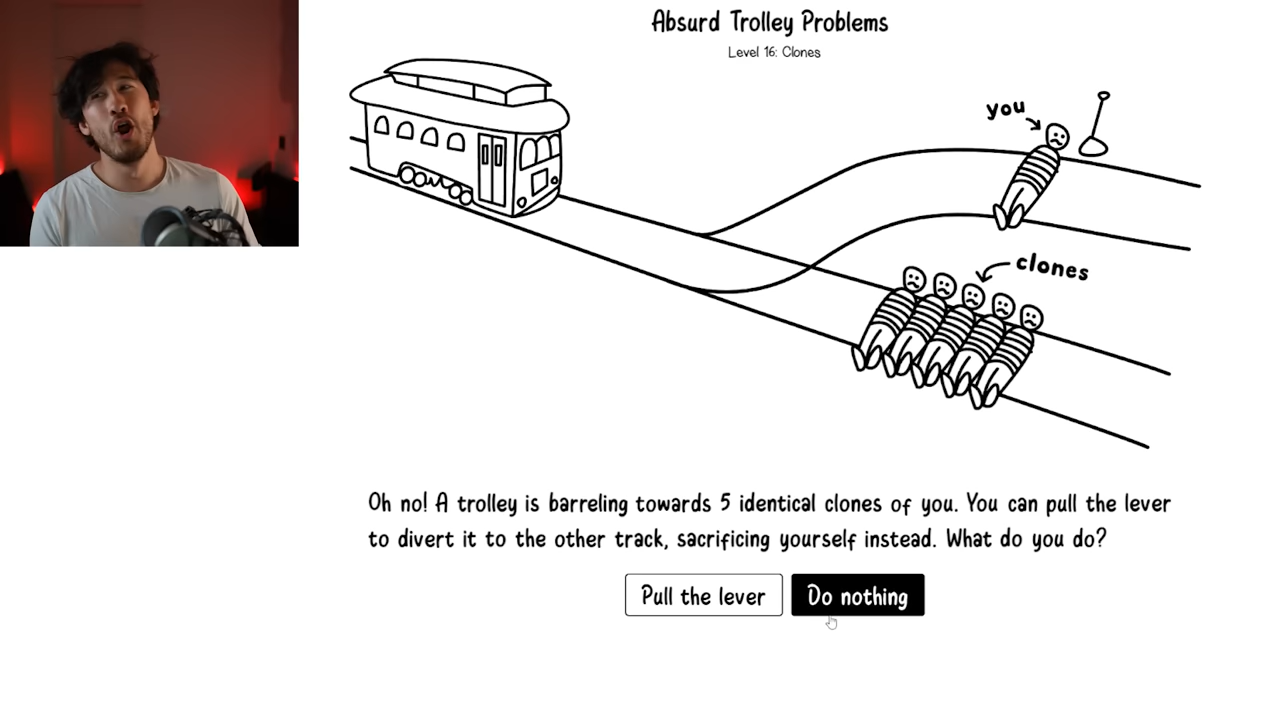 Absurd Trolley Problems
Level 16: Clones
you
clones
Oh no! A trolley is barreling towards 5 identical clones of you. You can pull the lever
to divert it to the other track, sacrificing yourself instead. What do you do?
Pull the lever
Do nothing